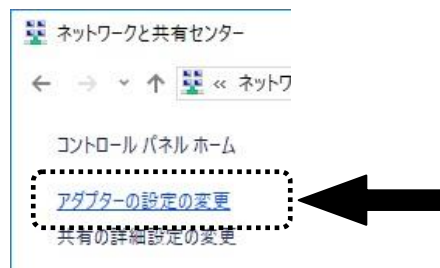 ネットワークと共有センター
« ネットワ
コントロール パネル ホーム
アダプターの設定の変更
共有の詳細設定の変更